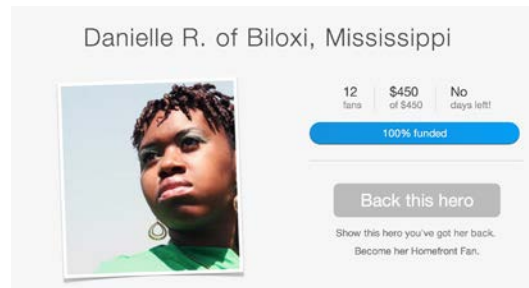 Danielle R. of Biloxi, Mississippi
12 $450 No
fans of $450 days left!
100% funded
Back this hero
Show this hero you've got her back.
Become her Homefront Fan.